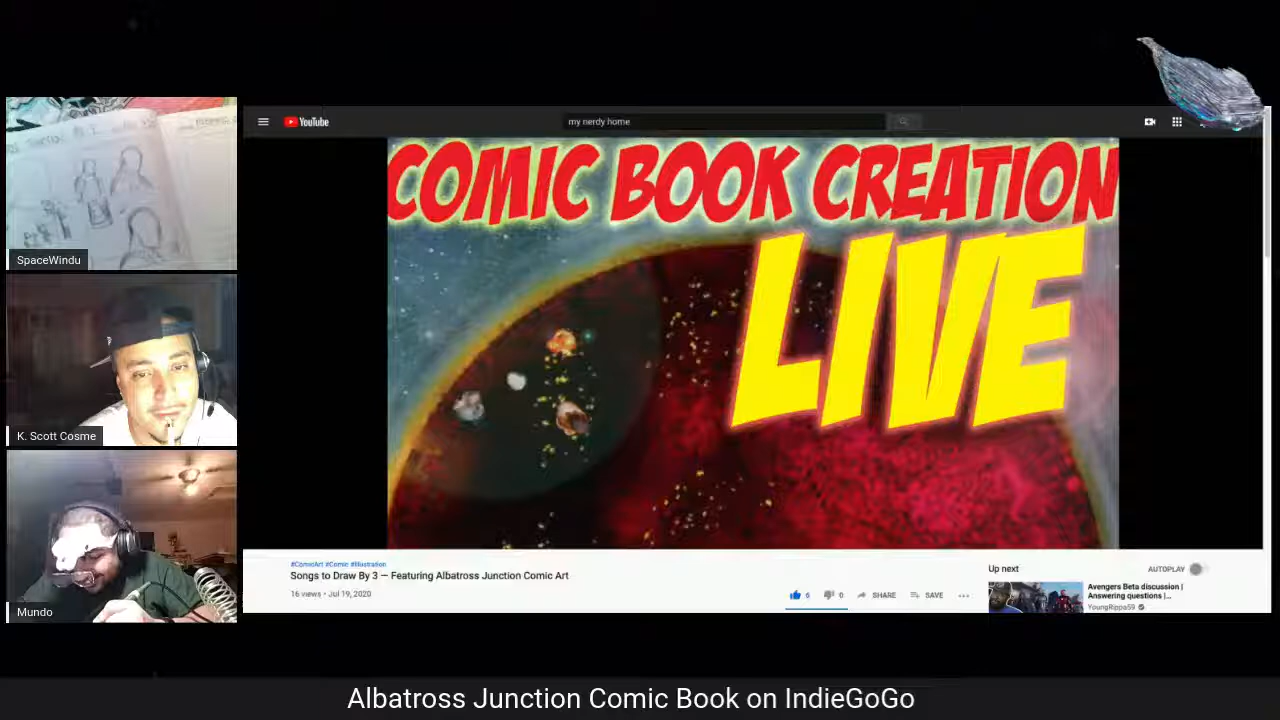 YouTube
my nerdy home
COMIC BOOK CREATION
LIVE
SpaceWindu
K. Scott Cosme
Mundo
#ComicArt #Comic #Illustration
Songs to Draw By 3 — Featuring Albatross Junction Comic Art
16 views • Jul 19, 2020
6
0
SHARE
SAVE
Up next
AUTOPLAY
Avengers Beta discussion |
Answering questions |...
YoungRippa59
Albatross Junction Comic Book on IndieGoGo